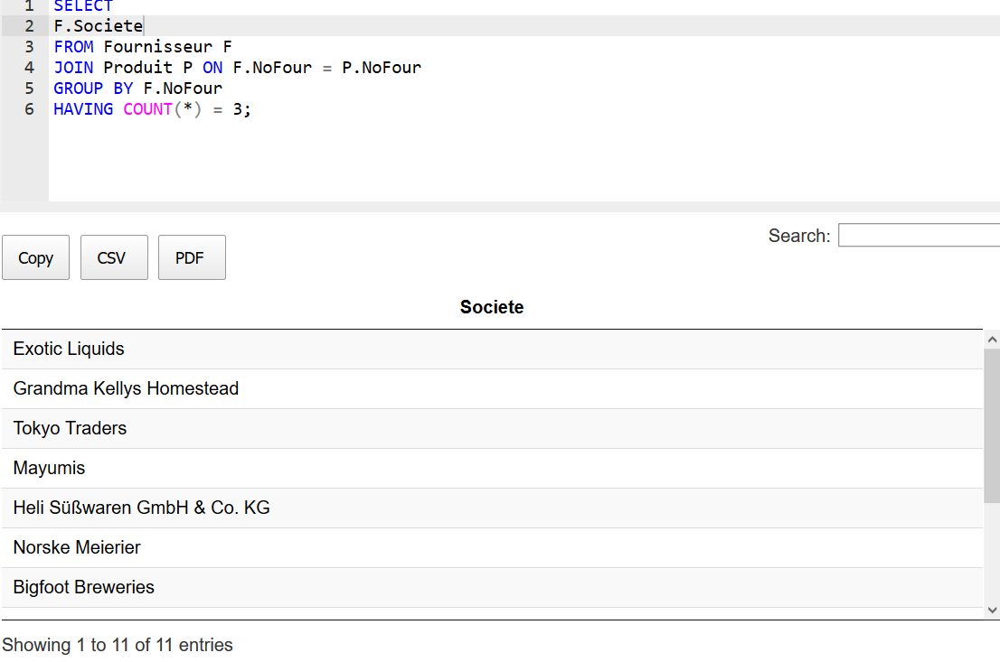 1 SELECT
2 F.Societe
3 FROM Fournisseur F
4 JOIN Produit P ON F.NoFour = P.NoFour
5 GROUP BY F.NoFour
6 HAVING COUNT(*) = 3;
Search:
Copy CSV PDF
Societe
Exotic Liquids
Grandma Kellys Homestead
Tokyo Traders
Mayumis
Heli Süßwaren GmbH & Co. KG
Norske Meierier
Bigfoot Breweries
Showing 1 to 11 of 11 entries